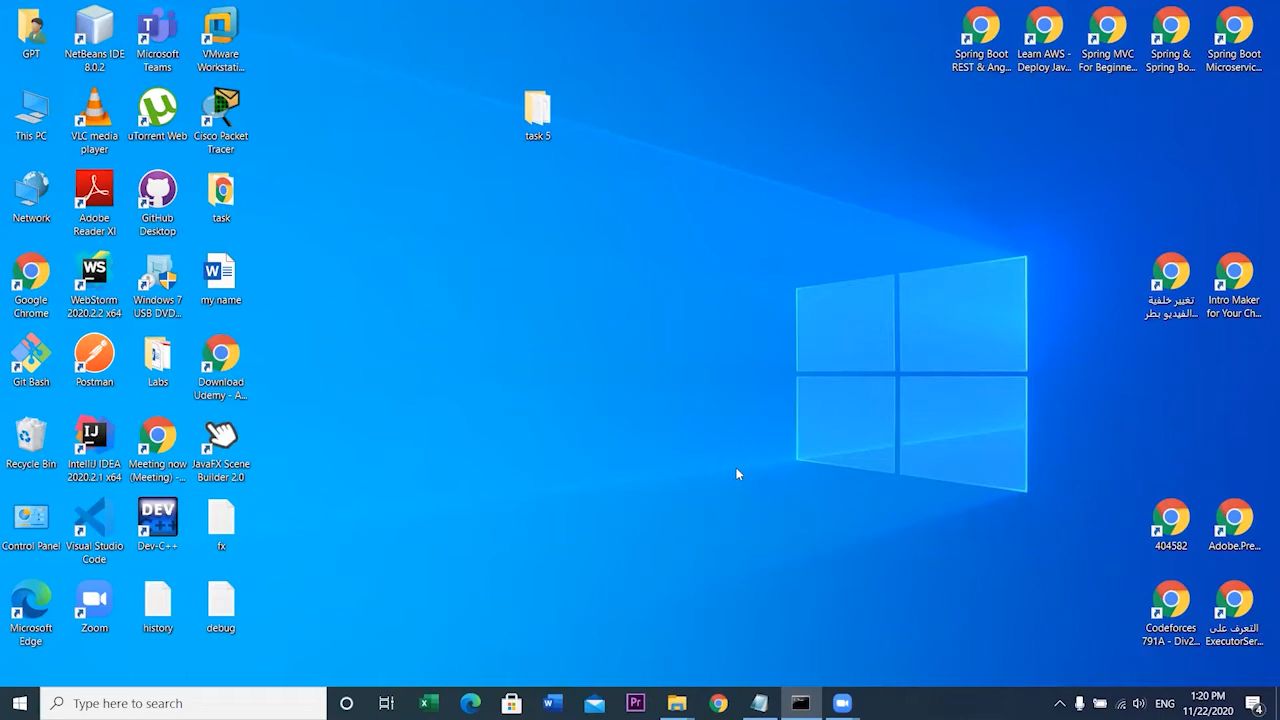 GPT
NetBeans IDE
8.0.2
Microsoft
Teams
VMware
Workstati...
Spring Boot
REST & Ang...
Learn AWS -
Deploy Jav...
Spring MVC
For Beginne...
Spring &
Spring Bo...
Spring Boot
Microservic...
This PC
VLC media
player
uTorrent Web
Cisco Packet
Tracer
task 5
Network
Adobe
Reader XI
GitHub
Desktop
task
Google
Chrome
WS
WebStorm
2020.2.2 x64
Windows 7
USB DVD...
my name
تغيير خلفية
الفيديو بطر...
Intro Maker
for Your Ch...
Git Bash
Postman
Labs
Download
Udemy - A...
Recycle Bin
IJ
IntelliJ IDEA
2020.2.1 x64
Meeting now
(Meeting) -...
JavaFX Scene
Builder 2.0
Control Panel
Visual Studio
Code
DEV
C++
Dev-C++
fx
404582
Adobe.Pre...
Microsoft
Edge
Zoom
history
debug
Codeforces
791A - Div2...
التعرف على
ExecutorSer...
Type here to search
Pr
ENG
1:20 PM
11/22/2020
4